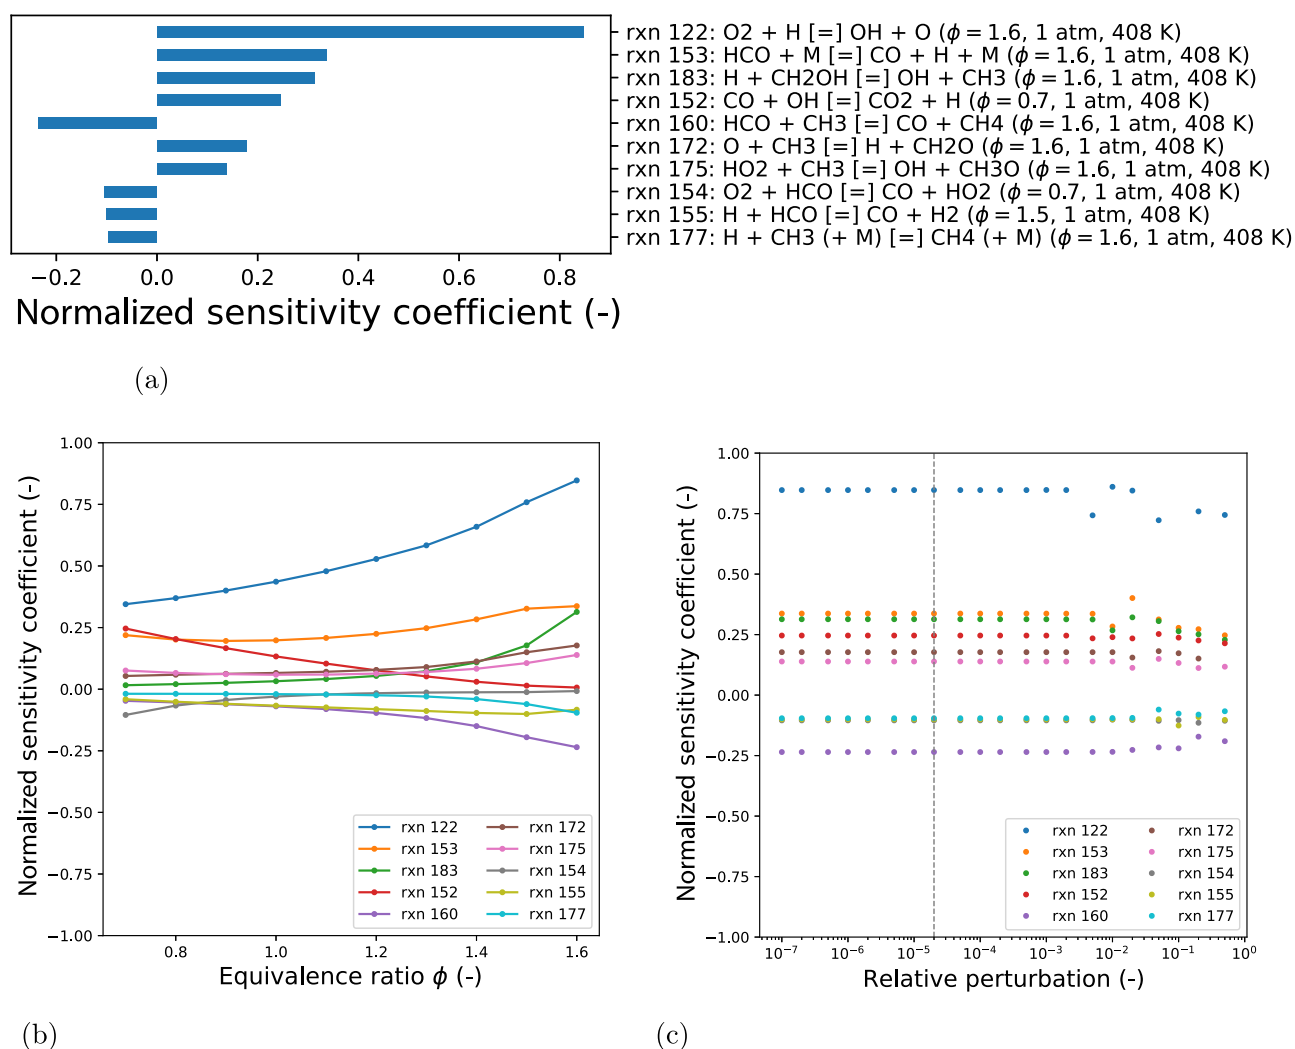 rxn 122: O2 + H [=] OH + O (ϕ = 1.6, 1 atm, 408 K)
rxn 153: HCO + M [=] CO + H + M (ϕ = 1.6, 1 atm, 408 K)
rxn 183: H + CH2OH [=] OH + CH3 (ϕ = 1.6, 1 atm, 408 K)
rxn 152: CO + OH [=] CO2 + H (ϕ = 0.7, 1 atm, 408 K)
rxn 160: HCO + CH3 [=] CO + CH4 (ϕ = 1.6, 1 atm, 408 K)
rxn 172: O + CH3 [=] H + CH2O (ϕ = 1.6, 1 atm, 408 K)
rxn 175: HO2 + CH3 [=] OH + CH3O (ϕ = 1.6, 1 atm, 408 K)
rxn 154: O2 + HCO [=] CO + HO2 (ϕ = 0.7, 1 atm, 408 K)
rxn 155: H + HCO [=] CO + H2 (ϕ = 1.5, 1 atm, 408 K)
rxn 177: H + CH3 (+ M) [=] CH4 (+ M) (ϕ = 1.6, 1 atm, 408 K)
−0.2 0.0 0.2 0.4 0.6 0.8
Normalized sensitivity coefficient (-)
(a)
Normalized sensitivity coefficient (-)
1.00
0.75
0.50
0.25
0.00
−0.25
−0.50
−0.75
−1.00
rxn 122 rxn 172
rxn 153 rxn 175
rxn 183 rxn 154
rxn 152 rxn 155
rxn 160 rxn 177
0.8 1.0 1.2 1.4 1.6
Equivalence ratio ϕ (-)
(b)
Normalized sensitivity coefficient (-)
1.00
0.75
0.50
0.25
0.00
−0.25
−0.50
−0.75
−1.00
rxn 122 rxn 172
rxn 153 rxn 175
rxn 183 rxn 154
rxn 152 rxn 155
rxn 160 rxn 177
10⁻⁷ 10⁻⁶ 10⁻⁵ 10⁻⁴ 10⁻³ 10⁻² 10⁻¹ 10⁰
Relative perturbation (-)
(c)